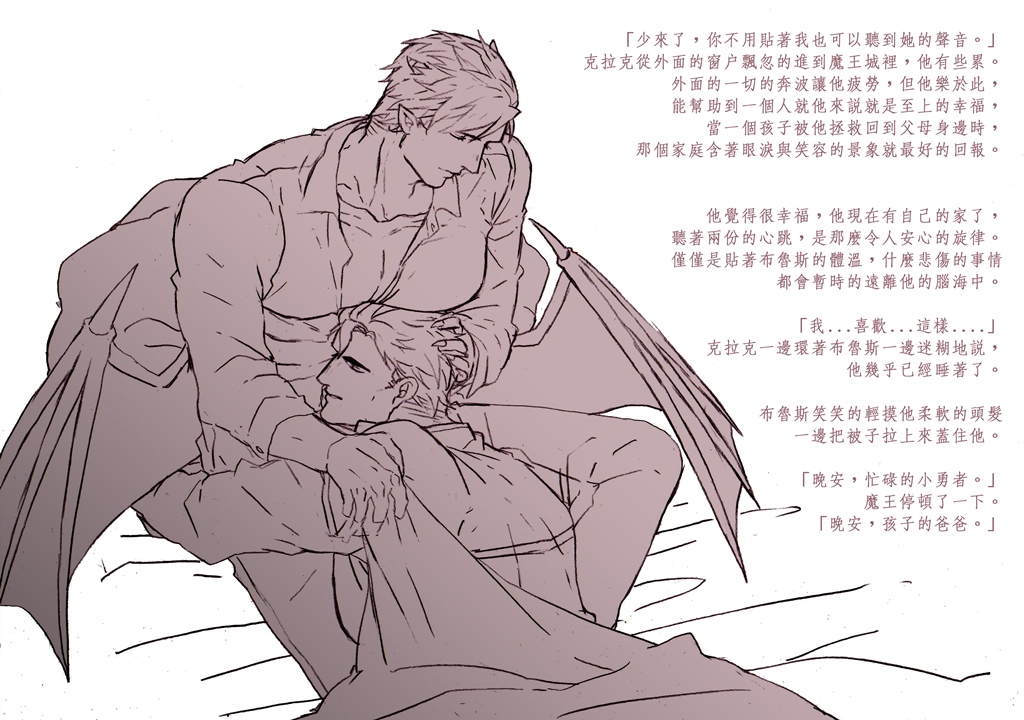 「少來了，你不用貼著我也可以聽到她的聲音。」
克拉克從外面的窗户飄忽的進到魔王城裡，他有些累。
外面的一切的奔波讓他疲勞，但他樂於此，
能幫助到一個人就他來説就是至上的幸福，
當一個孩子被他拯救回到父母身邊時，
那個家庭含著眼淚與笑容的景象就最好的回報。
他覺得很幸福，他現在有自己的家了，
聽著兩份的心跳，是那麼令人安心的旋律。
僅僅是貼著布魯斯的體溫，什麼悲傷的事情
都會暫時的遠離他的腦海中。
「我...喜歡...這樣....」
克拉克一邊環著布魯斯一邊迷糊地説，
他幾乎已經睡著了。
布魯斯笑笑的輕摸他柔軟的頭髮
一邊把被子拉上來蓋住他。
「晚安，忙碌的小勇者。」
魔王停頓了一下。
「晚安，孩子的爸爸。」